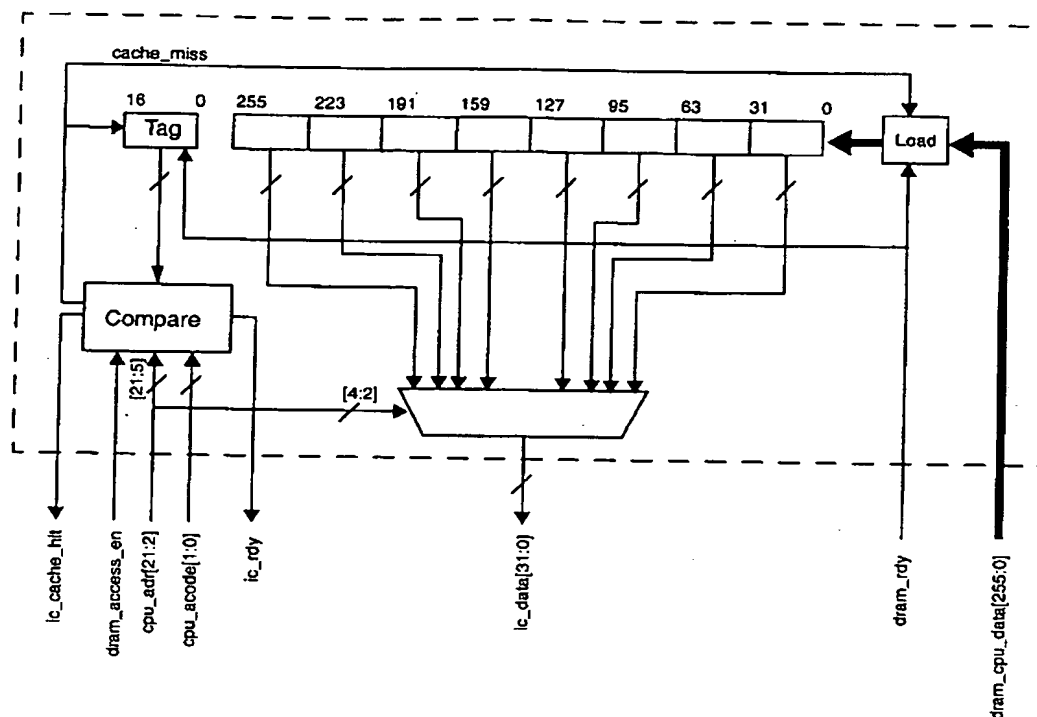 cache_miss
16 0 255 223 191 159 127 95 63 31 0
Tag
Load
Compare
[21:5]
[4:2]
ic_cache_hit
dram_access_en
cpu_adr[21:2]
cpu_acode[1:0]
ic_rdy
ic_data[31:0]
dram_rdy
dram_cpu_data[255:0]